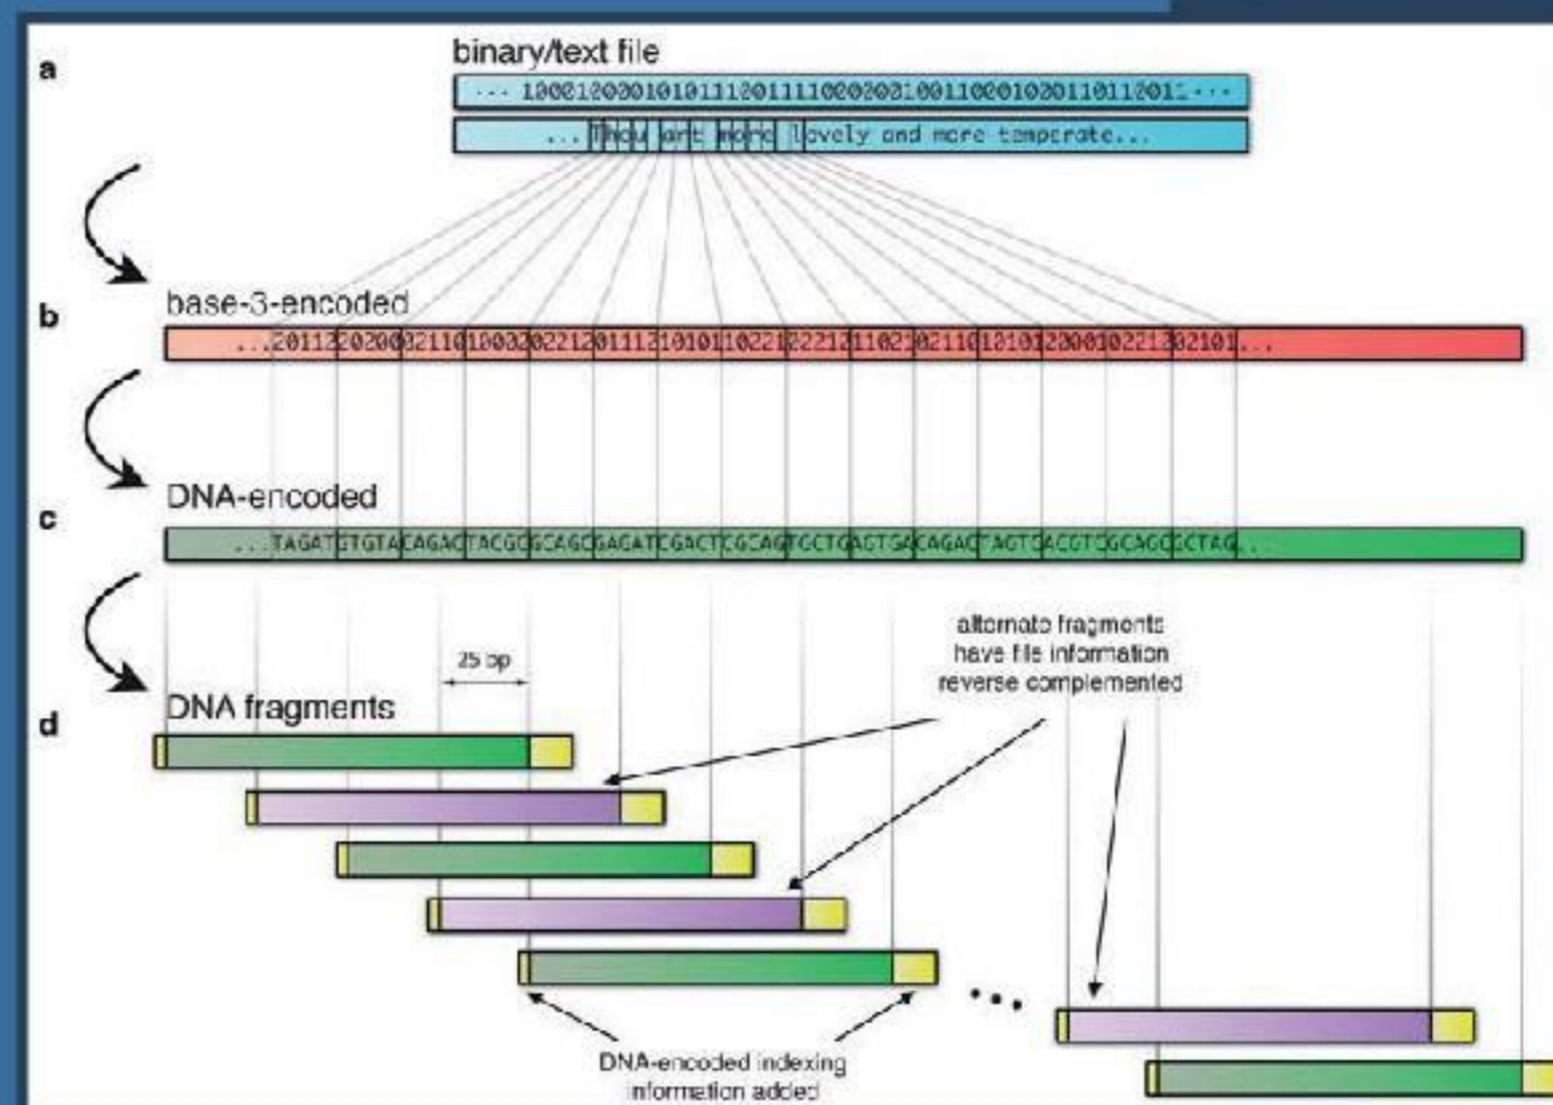 a
binary/text file
...Thou art more lovely and more temperate...
b
base-3-encoded
DNA-encoded
c
...TAGATGTGTACAGACTACGCGCAGCGAGATCGACTCGCAGTGCTGAGTGACAGACTAGTCACGTCGCAGCGCTAG...
alternate fragments
have file information
reverse complemented
25 bp
DNA fragments
d
DNA-encoded indexing
information added